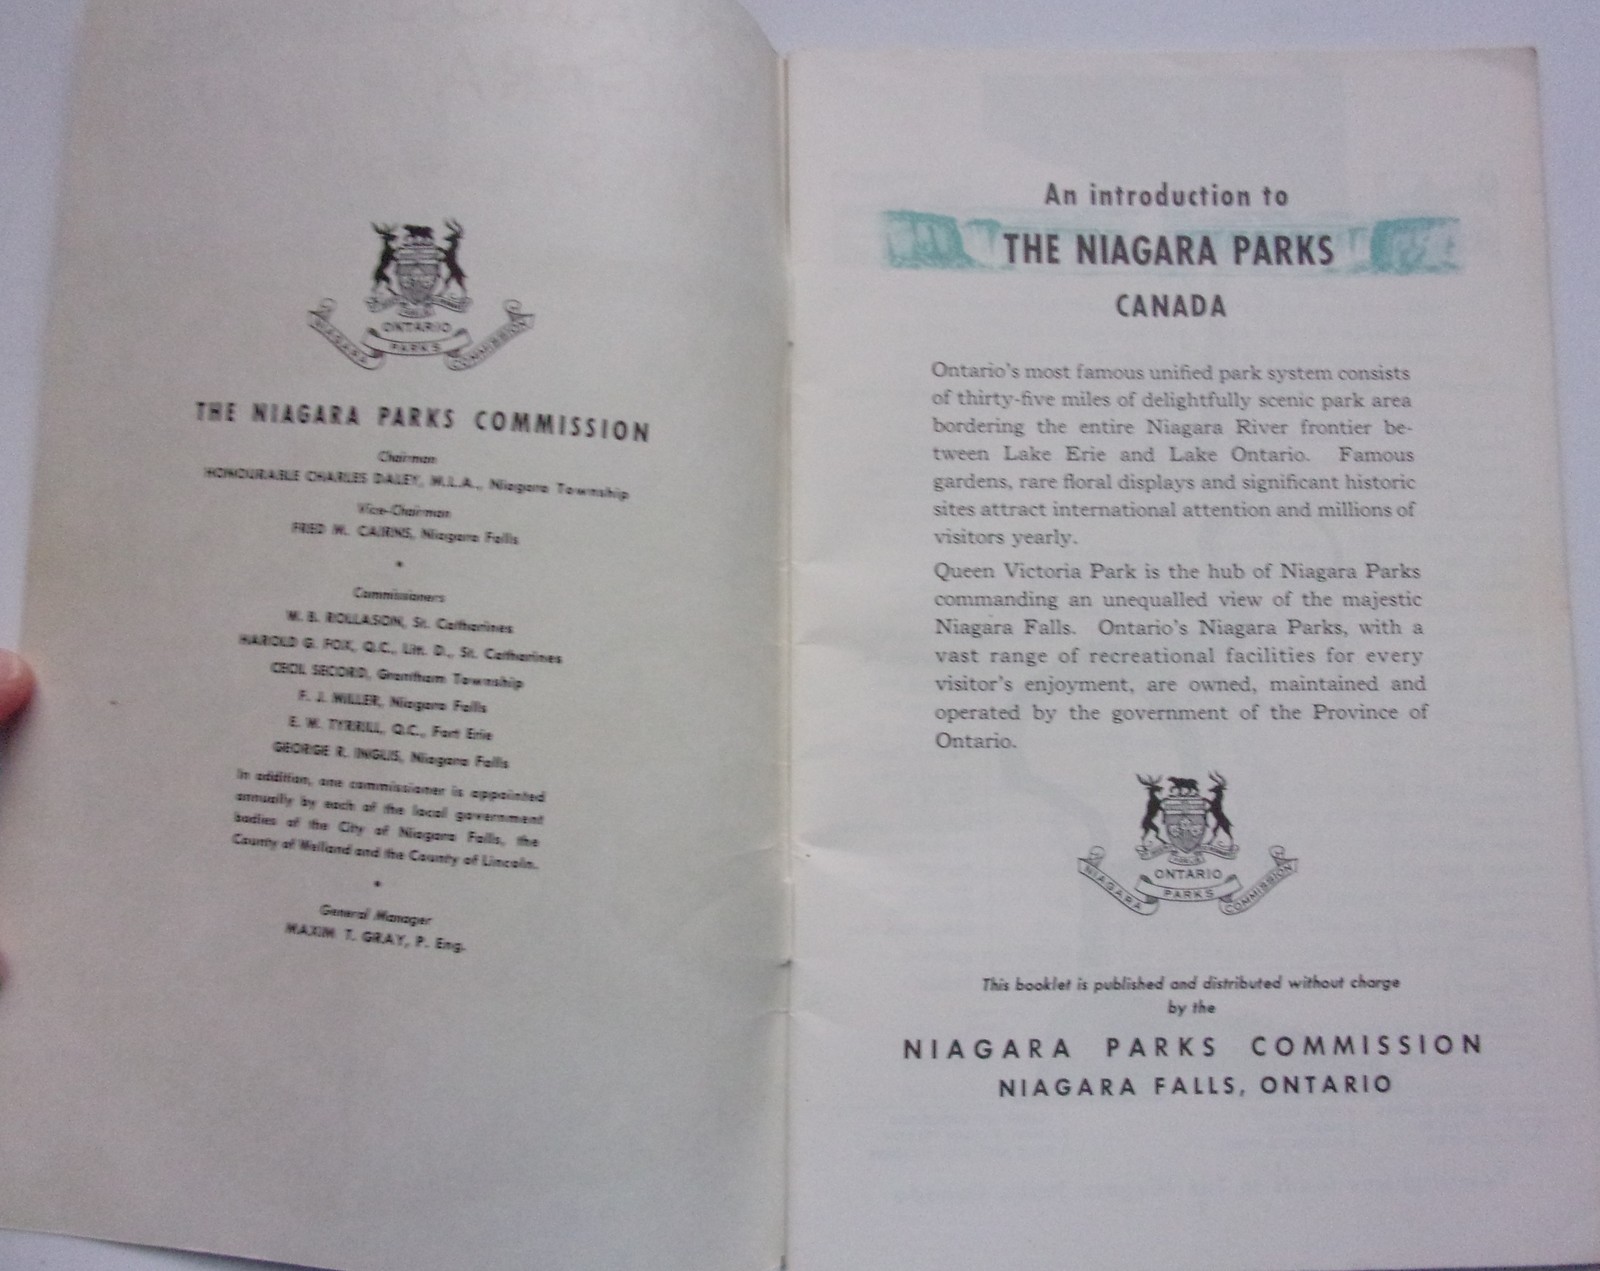 ONTARIO
NIAGARA PARKS COMMISSION
THE NIAGARA PARKS COMMISSION
Chairman
HONOURABLE CHARLES DALEY, M.L.A., Niagara Township
Vice-Chairman
FRED M. CAIRNS, Niagara Falls
Commissioners
W. B. ROLLASON, St. Catharines
HAROLD G. FOX, Q.C., Litt. D., St. Catharines
CECIL SECORD, Grantham Township
F. J. MILLER, Niagara Falls
E. W. TYRRILL, Q.C., Fort Erie
GEORGE R. INGLIS, Niagara Falls
In addition, one commissioner is appointed
annually by each of the local government
bodies of the City of Niagara Falls, the
County of Welland and the County of Lincoln.
General Manager
MAXIM T. GRAY, P. Eng.
An introduction to
THE NIAGARA PARKS
CANADA
Ontario's most famous unified park system consists
of thirty-five miles of delightfully scenic park area
bordering the entire Niagara River frontier be-
tween Lake Erie and Lake Ontario. Famous
gardens, rare floral displays and significant historic
sites attract international attention and millions of
visitors yearly.
Queen Victoria Park is the hub of Niagara Parks
commanding an unequalled view of the majestic
Niagara Falls. Ontario's Niagara Parks, with a
vast range of recreational facilities for every
visitor's enjoyment, are owned, maintained and
operated by the government of the Province of
Ontario.
ONTARIO
NIAGARA PARKS COMMISSION
This booklet is published and distributed without charge
by the
NIAGARA PARKS COMMISSION
NIAGARA FALLS, ONTARIO